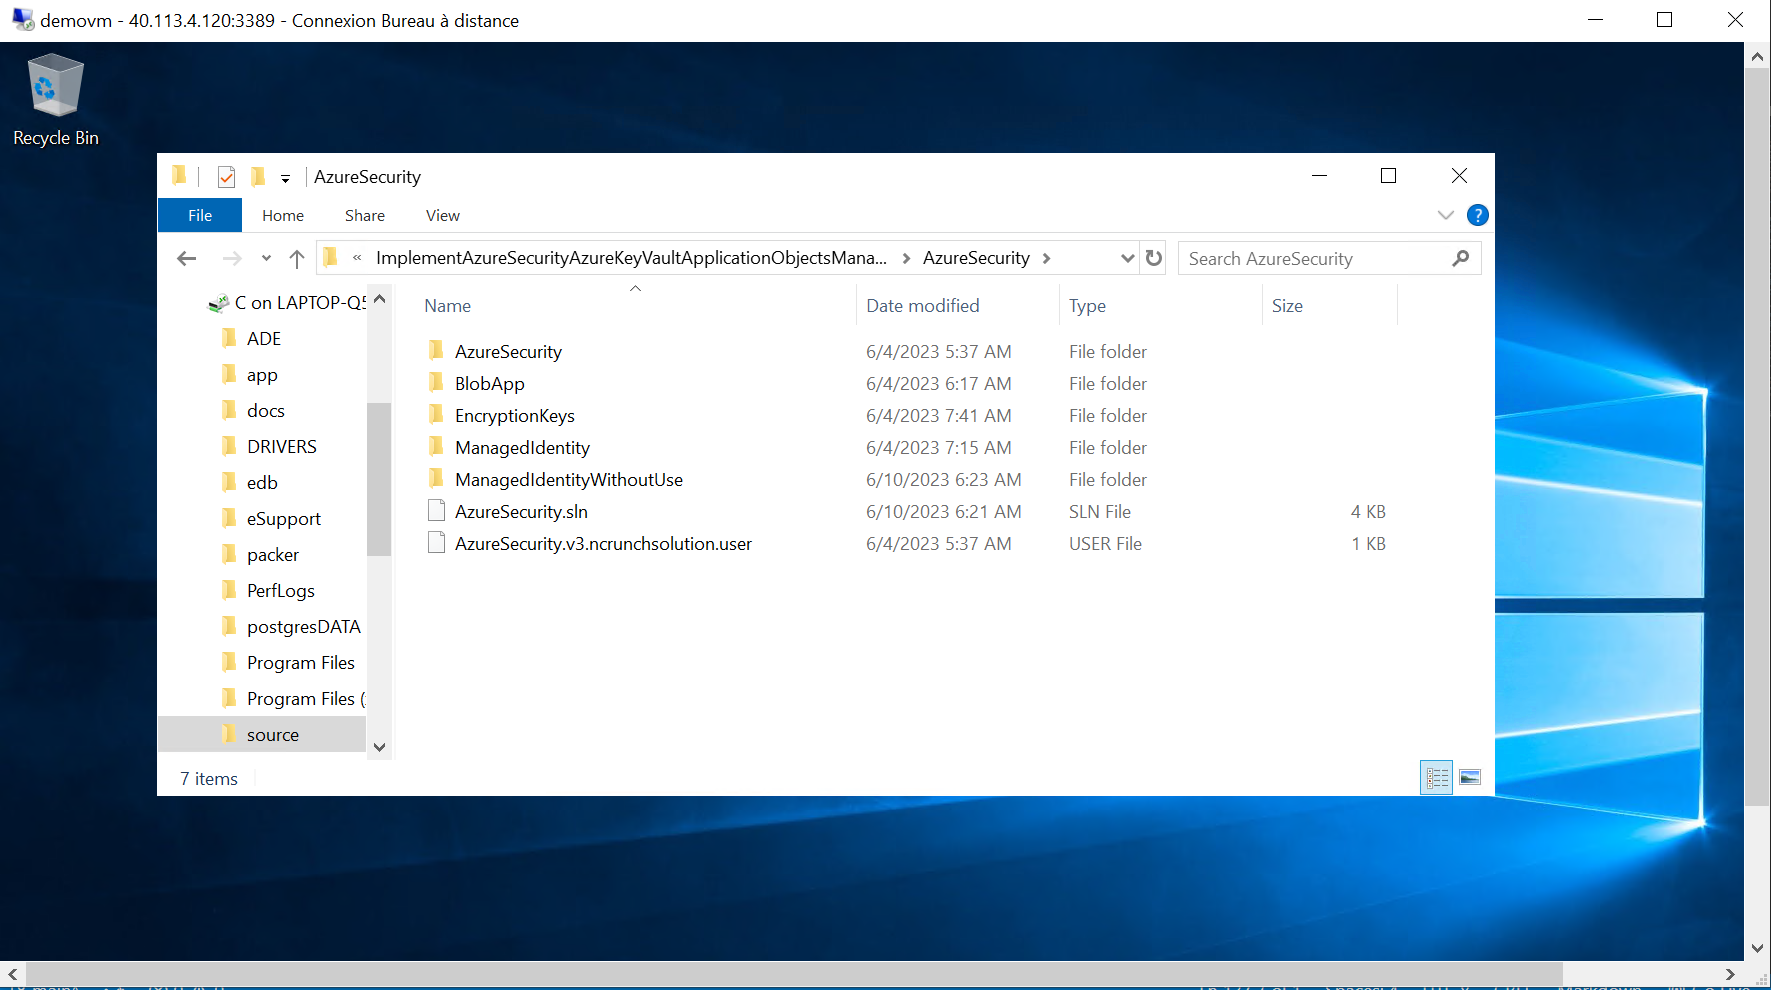 demovm - 40.113.4.120:3389 - Connexion Bureau à distance
Recycle Bin
AzureSecurity
File Home Share View
« ImplementAzureSecurityAzureKeyVaultApplicationObjectsMana... AzureSecurity
Search AzureSecurity
C on LAPTOP-Q5
ADE
app
docs
DRIVERS
edb
eSupport
packer
PerfLogs
postgresDATA
Program Files
Program Files (
source
Name Date modified Type Size
AzureSecurity 6/4/2023 5:37 AM File folder
BlobApp 6/4/2023 6:17 AM File folder
EncryptionKeys 6/4/2023 7:41 AM File folder
ManagedIdentity 6/4/2023 7:15 AM File folder
ManagedIdentityWithoutUse 6/10/2023 6:23 AM File folder
AzureSecurity.sln 6/10/2023 6:21 AM SLN File 4 KB
AzureSecurity.v3.ncrunchsolution.user 6/4/2023 5:37 AM USER File 1 KB
7 items